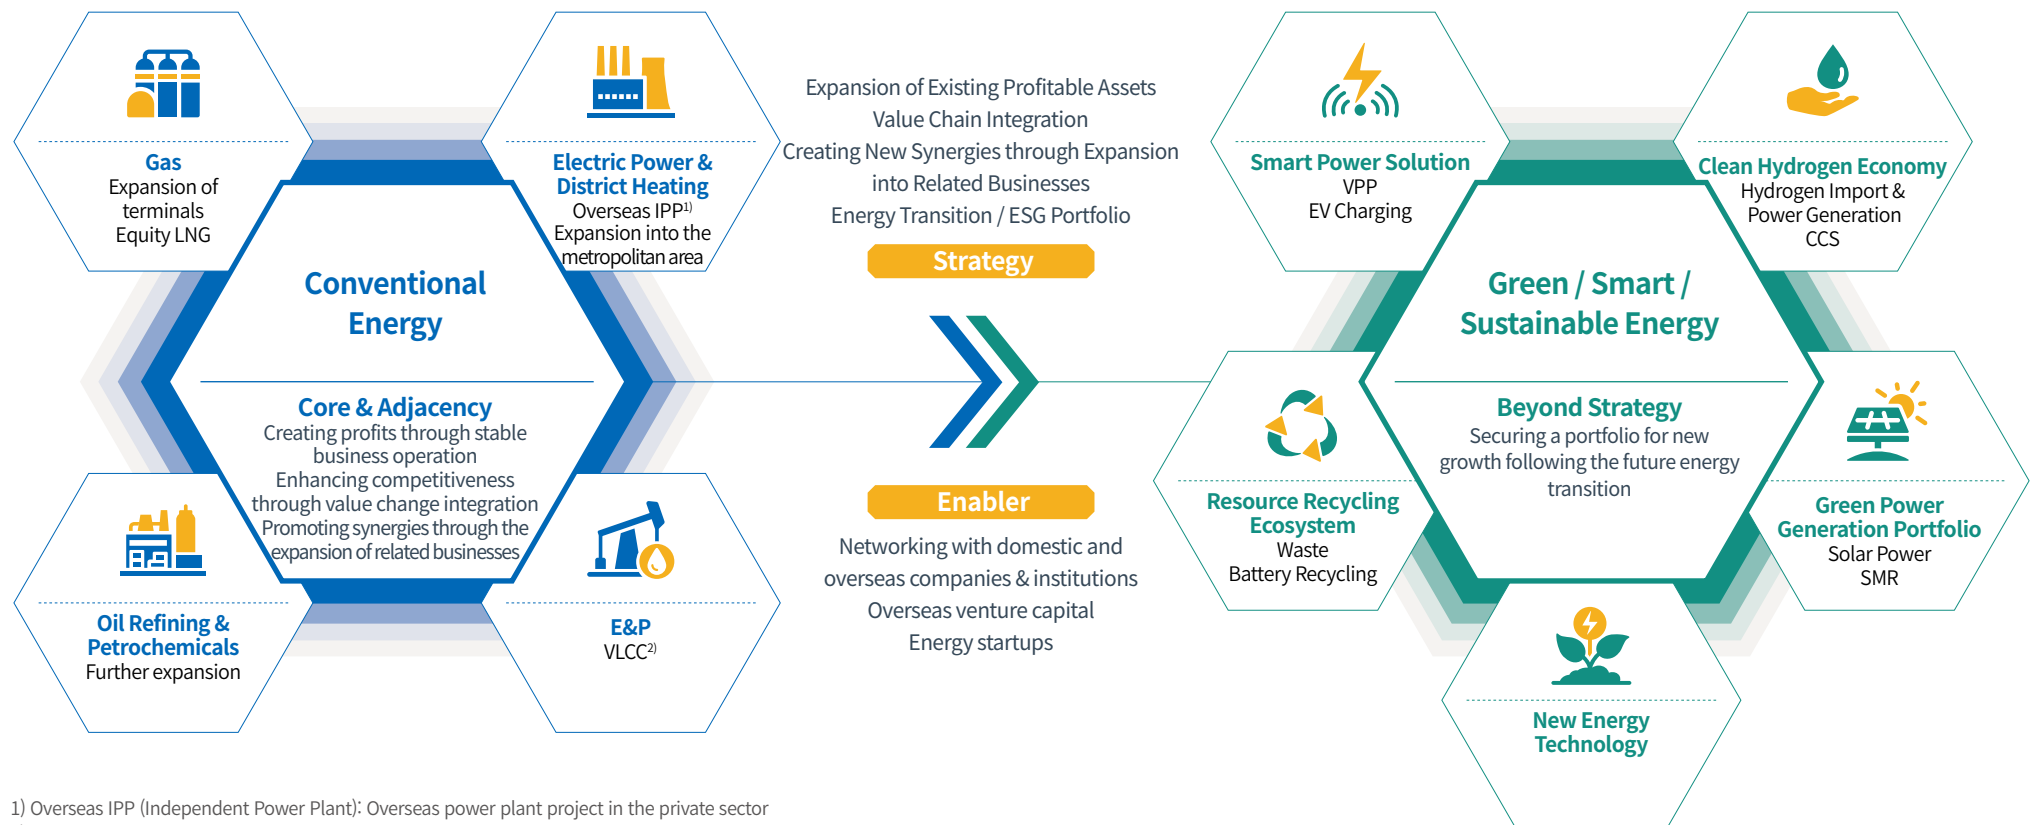 Gas
Expansion of
terminals
Equity LNG
Electric Power &
District Heating
Overseas IPP1)
Expansion into the
metropolitan area
Conventional
Energy
Core & Adjacency
Creating profits through stable
business operation
Enhancing competitiveness
through value change integration
Promoting synergies through the
expansion of related businesses
Oil Refining &
Petrochemicals
Further expansion
E&P
VLCC2)
Expansion of Existing Profitable Assets
Value Chain Integration
Creating New Synergies through Expansion
into Related Businesses
Energy Transition / ESG Portfolio
Strategy
Enabler
Networking with domestic and
overseas companies & institutions
Overseas venture capital
Energy startups
Smart Power Solution
VPP
EV Charging
Clean Hydrogen Economy
Hydrogen Import &
Power Generation
CCS
Green / Smart /
Sustainable Energy
Beyond Strategy
Securing a portfolio for new
growth following the future energy
transition
Resource Recycling
Ecosystem
Waste
Battery Recycling
Green Power
Generation Portfolio
Solar Power
SMR
New Energy
Technology
1) Overseas IPP (Independent Power Plant): Overseas power plant project in the private sector